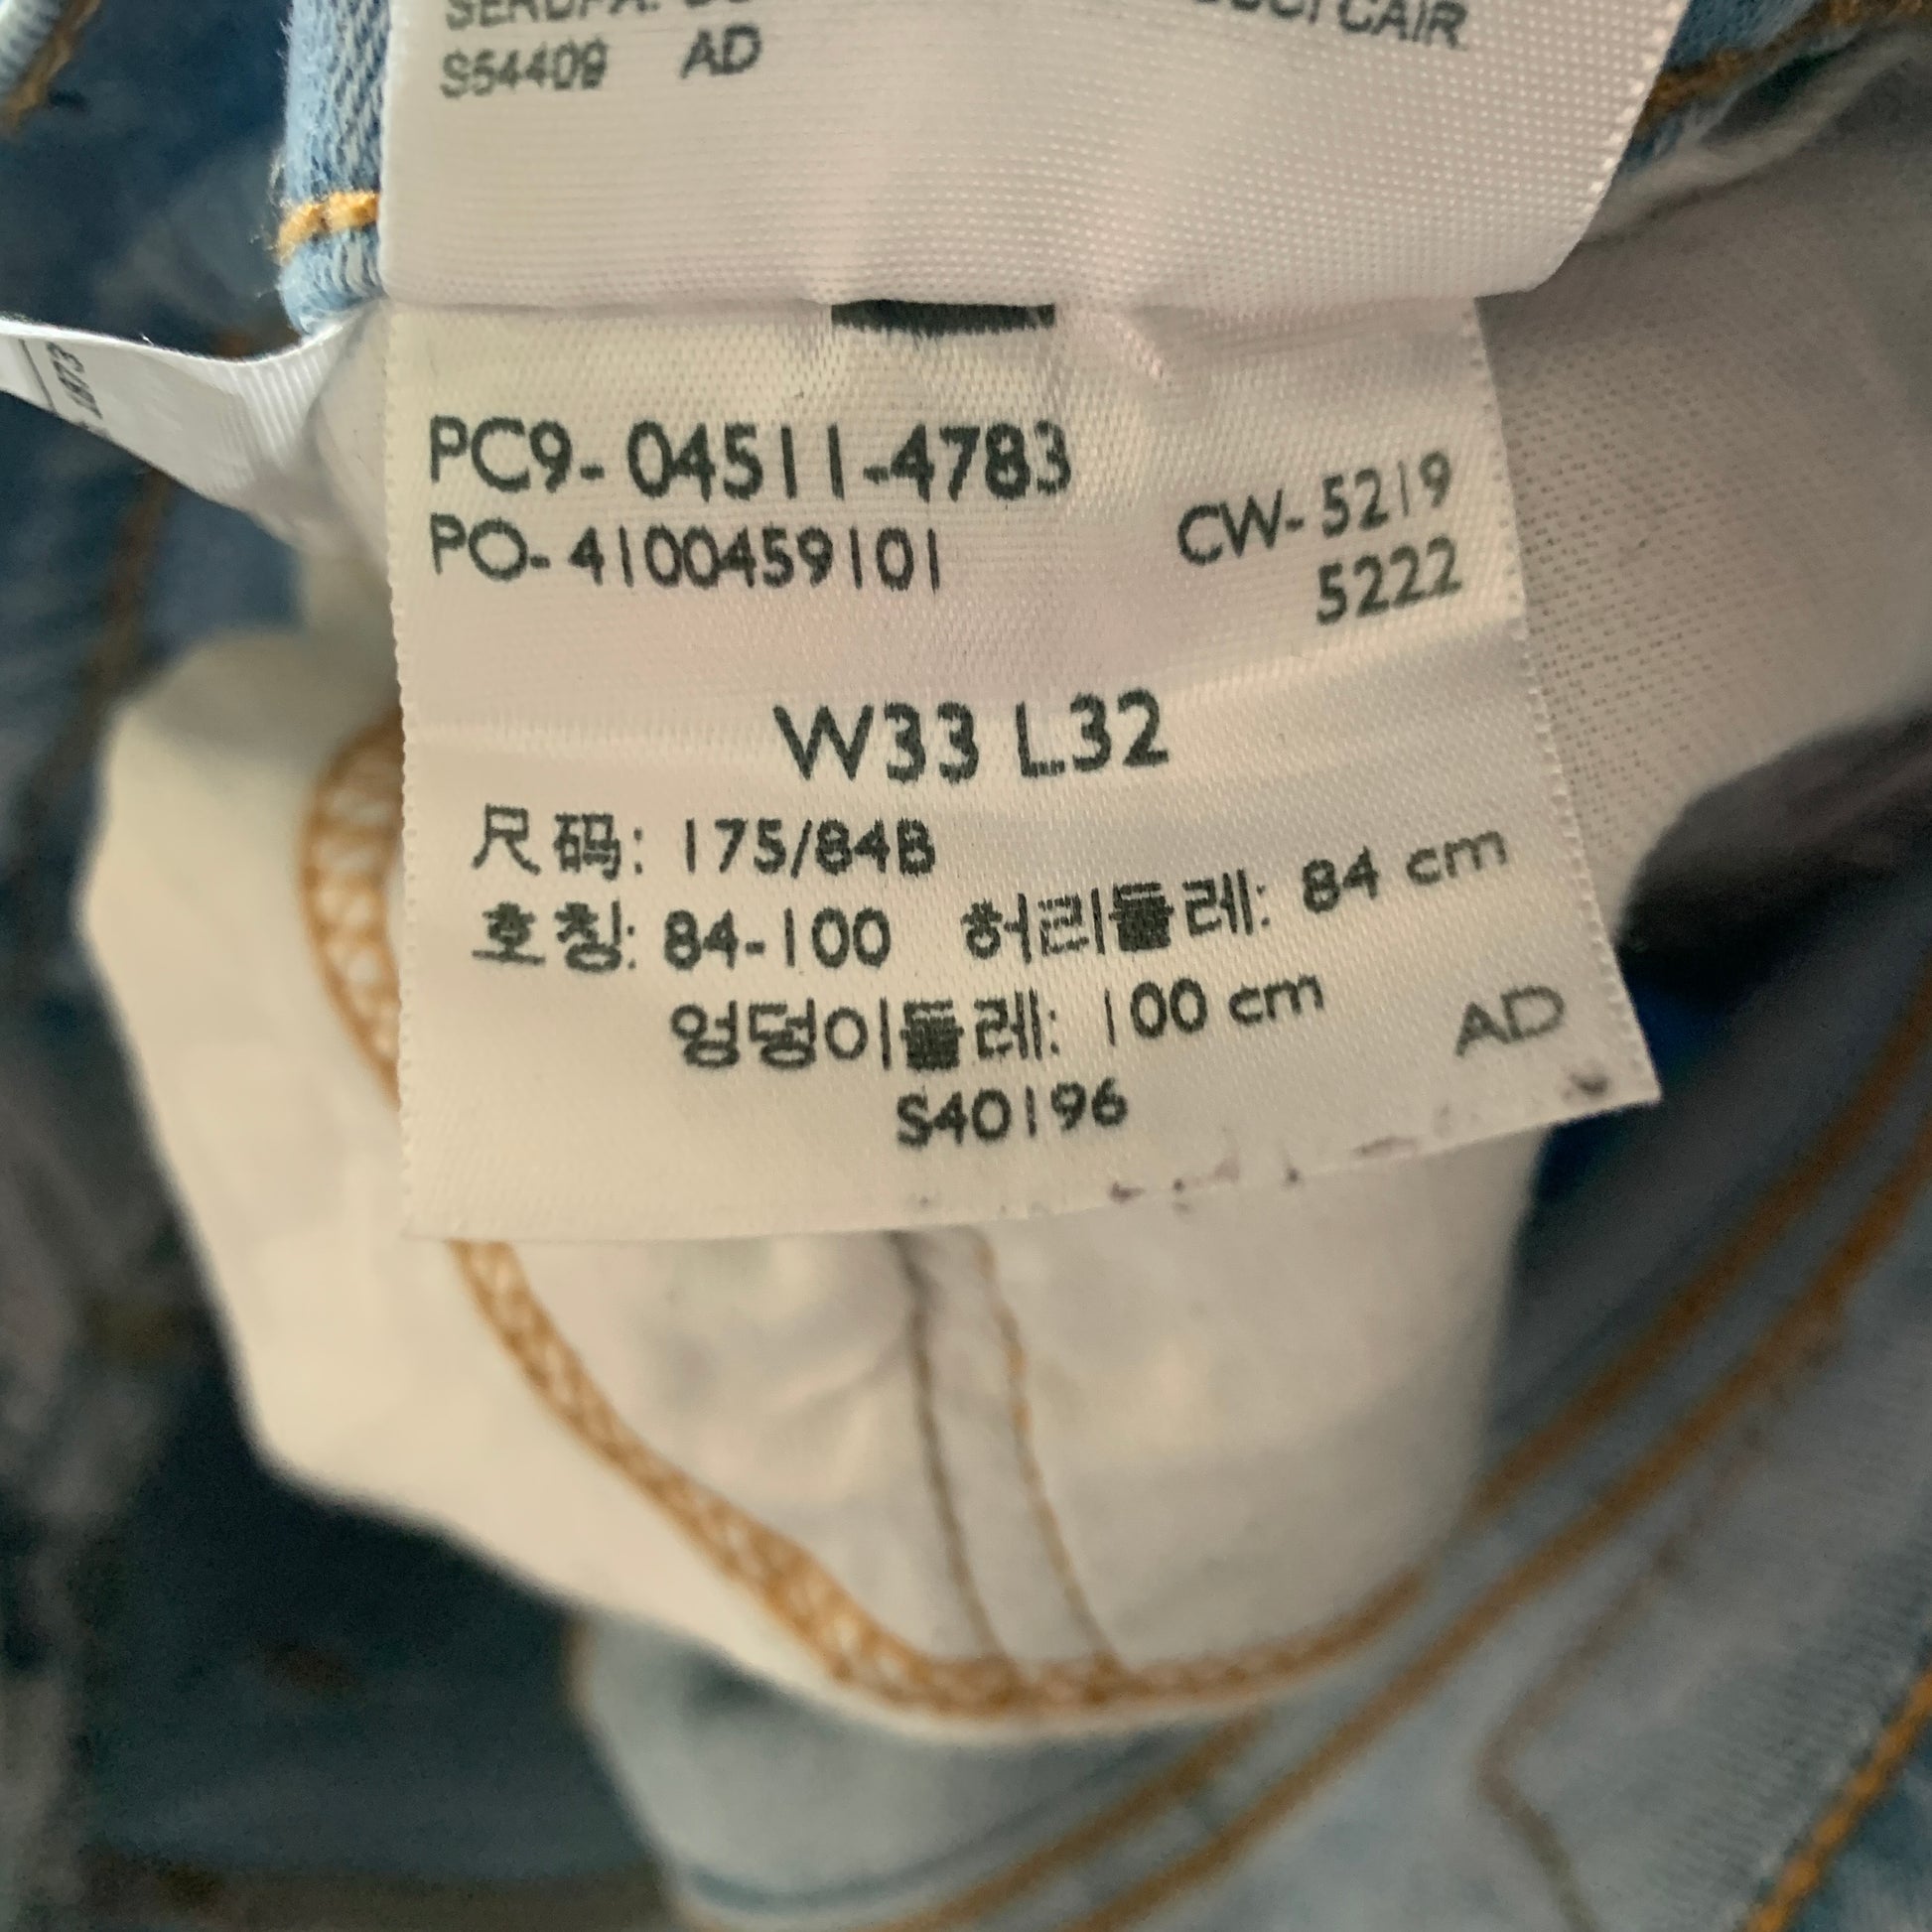 S54409 AD
1873
PC9-04511-4783
PO-4100459101
CW-5219
5222
W33 L32
尺码: 175/84B
호칭: 84-100 허리둘레: 84 cm
엉덩이둘레: 100 cm
AD
S40196